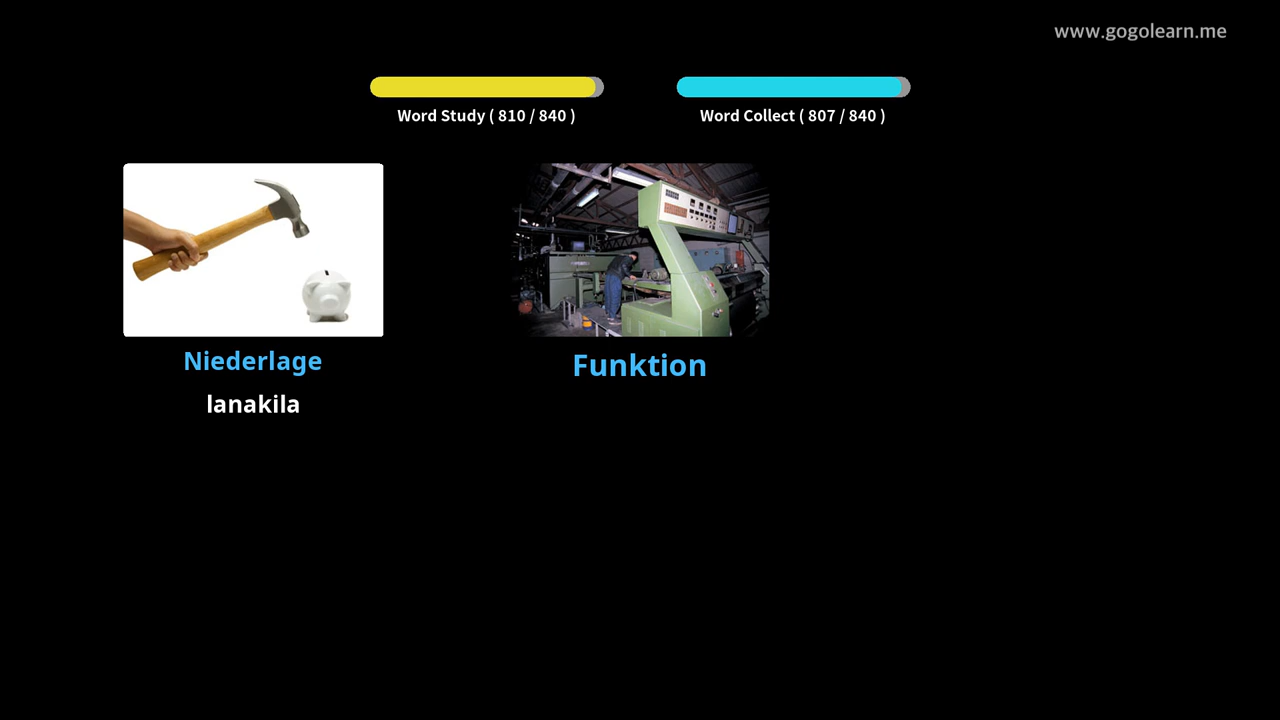 www.gogolearn.me
Word Study ( 810 / 840 )
Word Collect ( 807 / 840 )
Niederlage
lanakila
Funktion